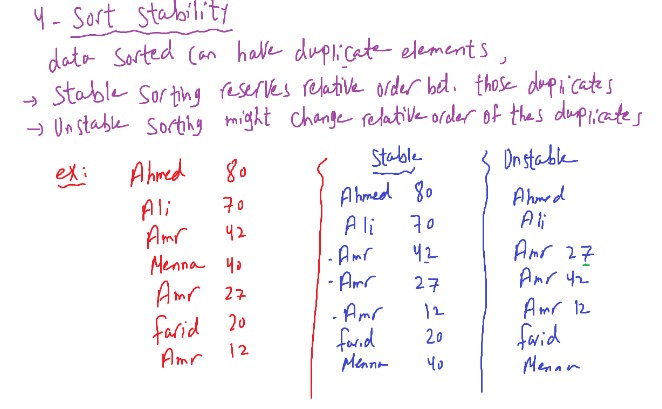 4 - Sort Stability
data sorted can have duplicate elements,
→ Stable Sorting reserves relative order bet. those duplicates
→ Unstable sorting might change relative order of thes duplicates
ex:
Ahmed 80
Ali 70
Amr 42
Menna 40
Amr 27
farid 20
Amr 12
Stable
Ahmed 80
Ali 70
- Amr 42
- Amr 27
- Amr 12
farid 20
Menna 40
Unstable
Ahmed
Ali
Amr 27
Amr 42
Amr 12
farid
Menna